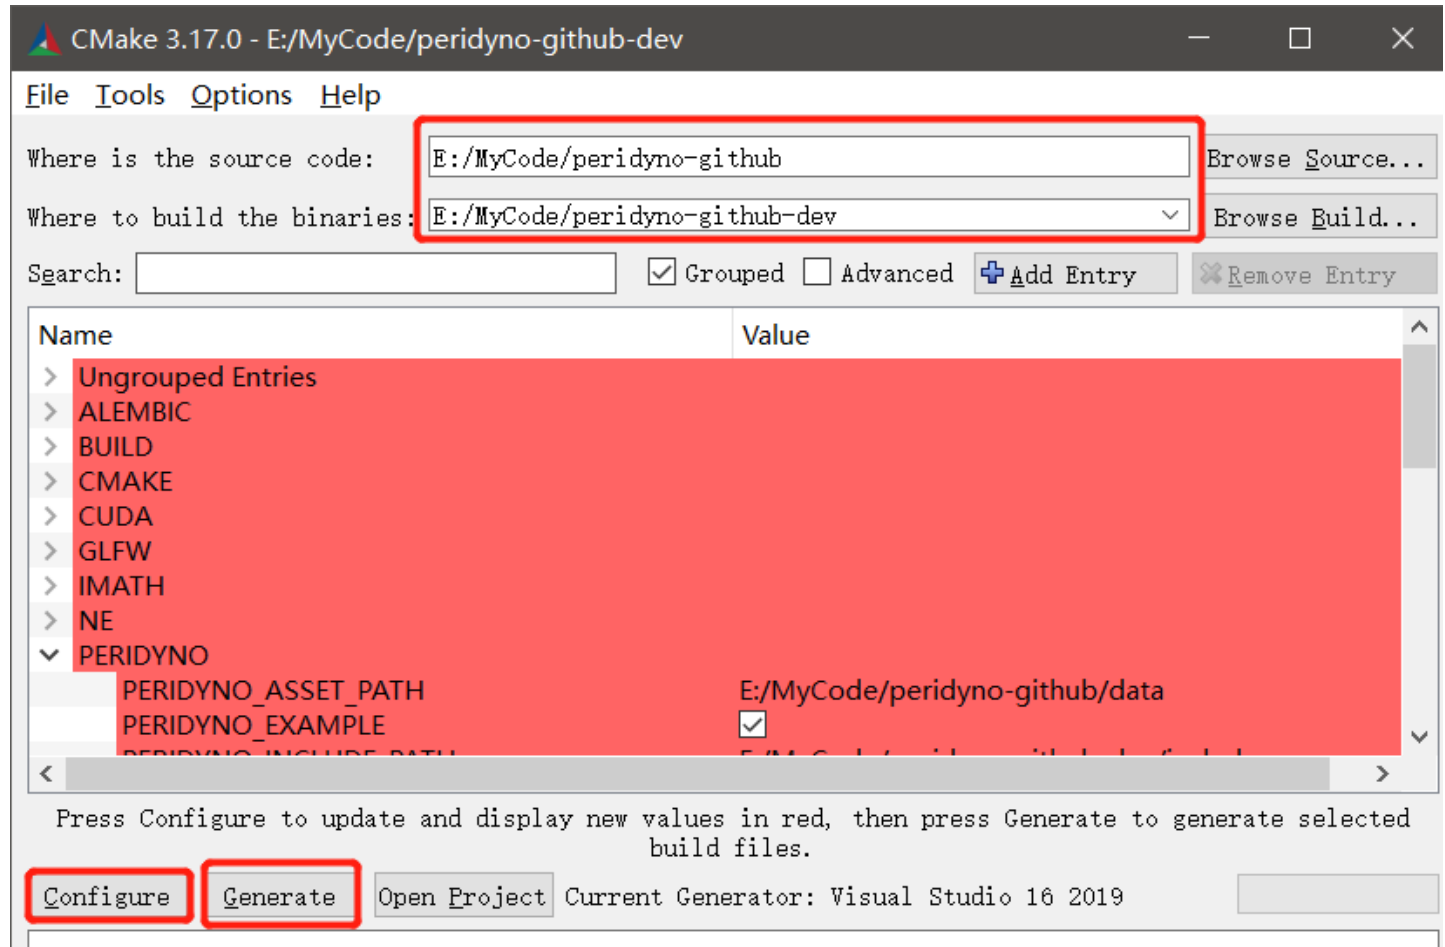 CMake 3.17.0 - E:/MyCode/peridyno-github-dev
File Tools Options Help
Where is the source code: E:/MyCode/peridyno-github Browse Source...
Where to build the binaries: E:/MyCode/peridyno-github-dev Browse Build...
Search: Grouped Advanced Add Entry Remove Entry
Name Value
Ungrouped Entries
ALEMBIC
BUILD
CMAKE
CUDA
GLFW
IMATH
NE
PERIDYNO
PERIDYNO_ASSET_PATH E:/MyCode/peridyno-github/data
PERIDYNO_EXAMPLE
Press Configure to update and display new values in red, then press Generate to generate selected
build files.
Configure Generate Open Project Current Generator: Visual Studio 16 2019